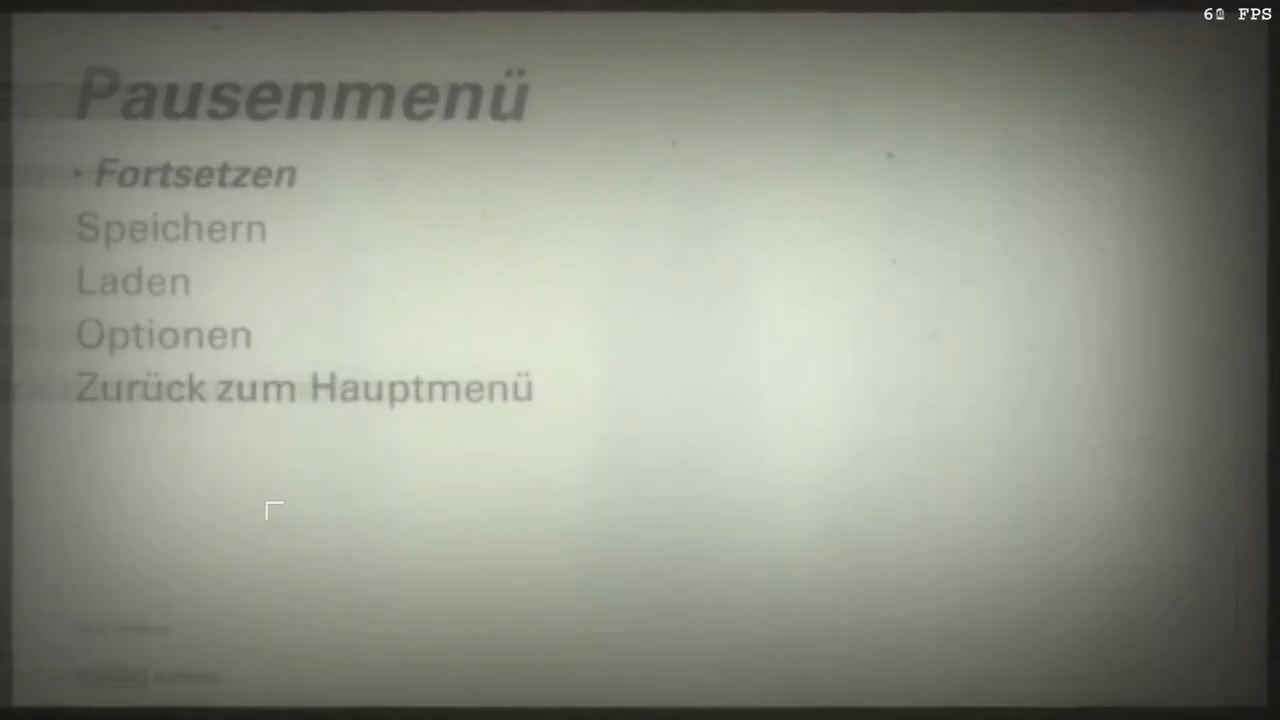 60 FPS
Pausenmenü
Fortsetzen
Speichern
Laden
Optionen
Zurück zum Hauptmenü